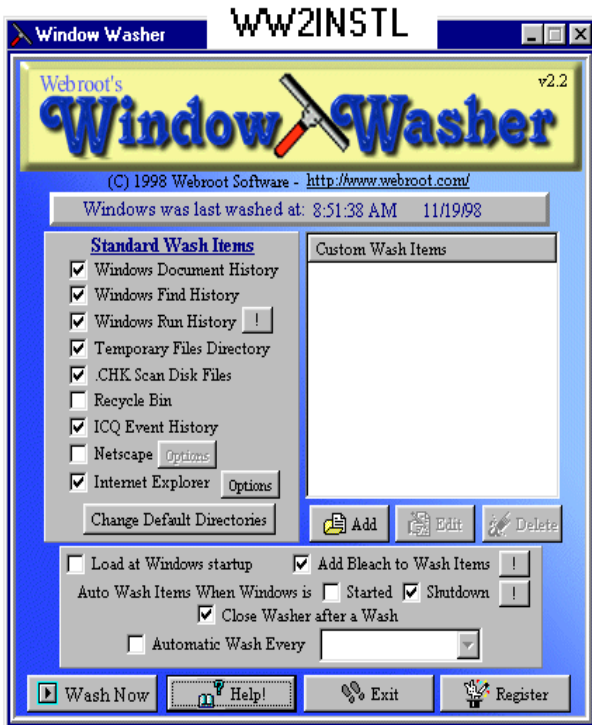 WW2INSTL
Window Washer
Webroot's
v2.2
Window Washer
(C) 1998 Webroot Software - http://www.webroot.com/
Windows was last washed at: 8:51:38 AM 11/19/98
Standard Wash Items
Windows Document History
Windows Find History
Windows Run History !
Temporary Files Directory
.CHK Scan Disk Files
Recycle Bin
ICQ Event History
Netscape Options
Internet Explorer Options
Change Default Directories
Custom Wash Items
Add Edit Delete
Load at Windows startup Add Bleach to Wash Items !
Auto Wash Items When Windows is Started Shutdown !
Close Washer after a Wash
Automatic Wash Every
Wash Now Help! Exit Register